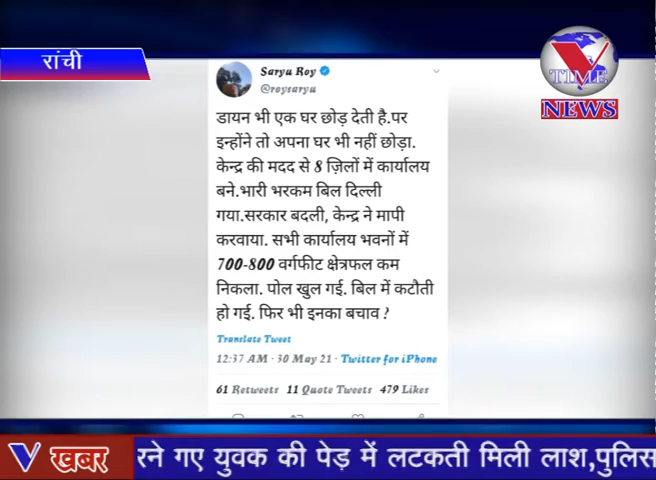 रांची
V
TIME
NEWS
Saryu Roy
@roysaryu
डायन भी एक घर छोड़ देती है.पर
इन्होंने तो अपना घर भी नहीं छोड़ा.
केन्द्र की मदद से 8 ज़िलों में कार्यालय
बने.भारी भरकम बिल दिल्ली
गया.सरकार बदली, केन्द्र ने मापी
करवाया. सभी कार्यालय भवनों में
700-800 वर्गफीट क्षेत्रफल कम
निकला. पोल खुल गई. बिल में कटौती
हो गई. फिर भी इनका बचाव ?
Translate Tweet
12:37 AM · 30 May 21 · Twitter for iPhone
61 Retweets 11 Quote Tweets 479 Likes
V खबर रने गए युवक की पेड़ में लटकती मिली लाश,पुलिस